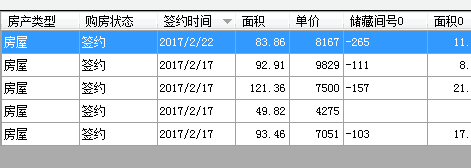 房产类型 购房状态 签约时间 面积 单价 储藏间号0 面积0
房屋 签约 2017/2/22 83.86 8167 -265 11.
房屋 签约 2017/2/17 92.91 9829 -111 8.
房屋 签约 2017/2/17 121.36 7500 -157 21.
房屋 签约 2017/2/17 49.82 4275
房屋 签约 2017/2/17 93.46 7051 -103 17.